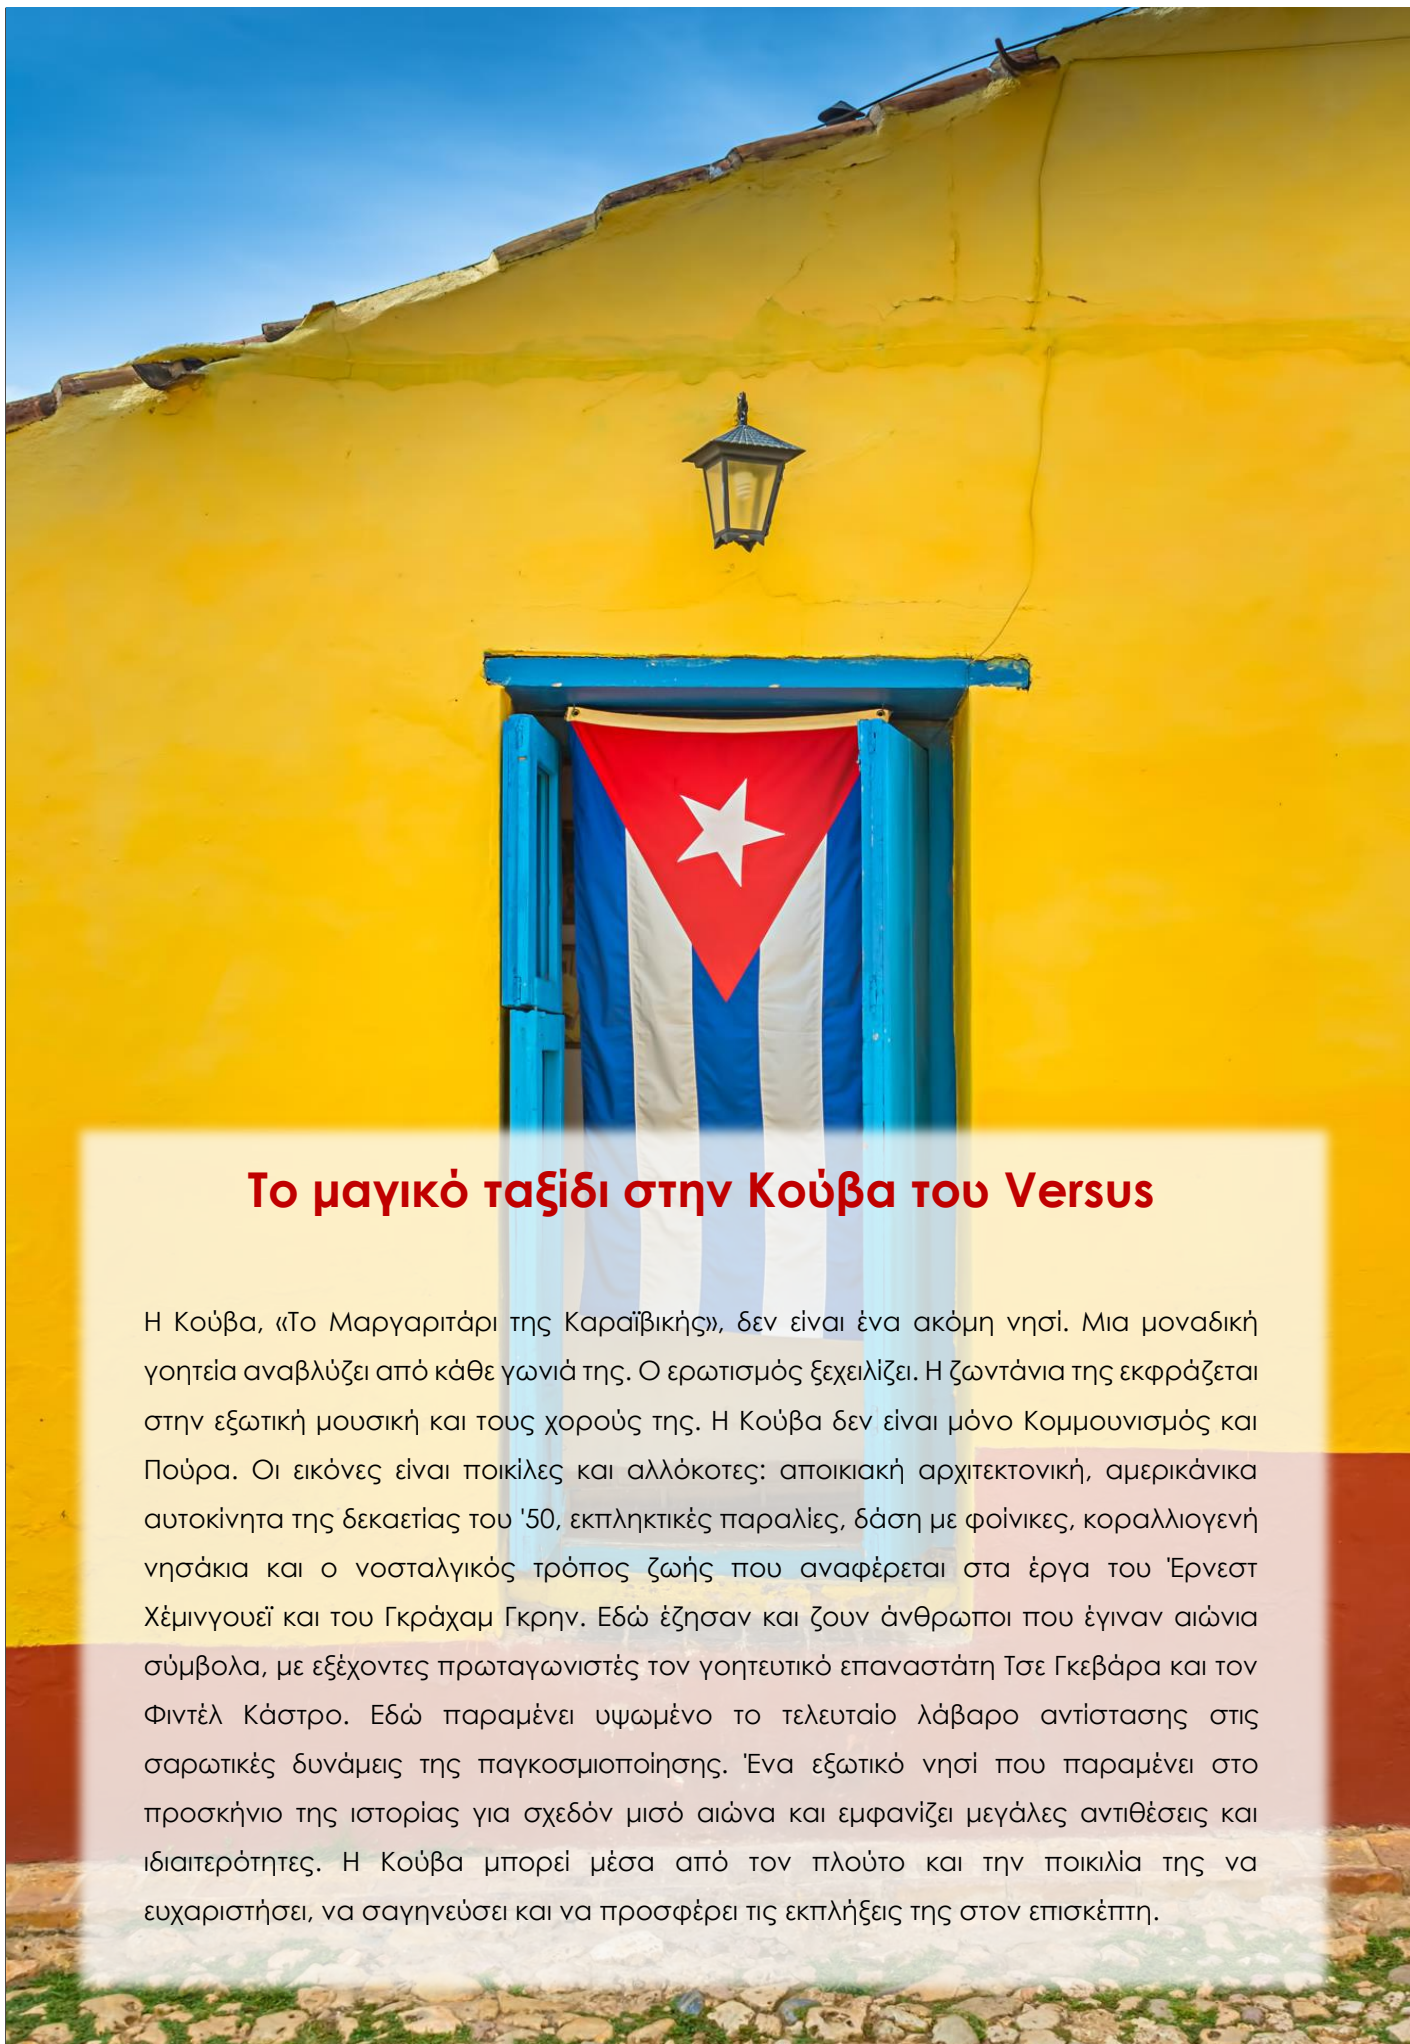 Το μαγικό ταξίδι στην Κούβα του Versus
Η Κούβα, «Το Μαργαριτάρι της Καραϊβικής», δεν είναι ένα ακόμη νησί. Μια μοναδική
γοητεία αναβλύζει από κάθε γωνιά της. Ο ερωτισμός ξεχειλίζει. Η ζωντάνια της εκφράζεται
στην εξωτική μουσική και τους χορούς της. Η Κούβα δεν είναι μόνο Κομμουνισμός και
Πούρα. Οι εικόνες είναι ποικίλες και αλλόκοτες: αποικιακή αρχιτεκτονική, αμερικάνικα
αυτοκίνητα της δεκαετίας του '50, εκπληκτικές παραλίες, δάση με φοίνικες, κοραλλιογενή
νησάκια και ο νοσταλγικός τρόπος ζωής που αναφέρεται στα έργα του Έρνεστ
Χέμινγουεϊ και του Γκράχαμ Γκρην. Εδώ έζησαν και ζουν άνθρωποι που έγιναν αιώνια
σύμβολα, με εξέχοντες πρωταγωνιστές τον γοητευτικό επαναστάτη Τσε Γκεβάρα και τον
Φιντέλ Κάστρο. Εδώ παραμένει υψωμένο το τελευταίο λάβαρο αντίστασης στις
σαρωτικές δυνάμεις της παγκοσμιοποίησης. Ένα εξωτικό νησί που παραμένει στο
προσκήνιο της ιστορίας για σχεδόν μισό αιώνα και εμφανίζει μεγάλες αντιθέσεις και
ιδιαιτερότητες. Η Κούβα μπορεί μέσα από τον πλούτο και την ποικιλία της να
ευχαριστήσει, να σαγηνεύσει και να προσφέρει τις εκπλήξεις της στον επισκέπτη.